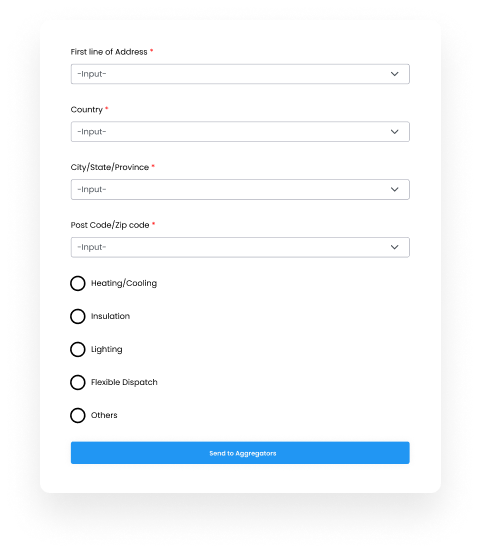 First line of Address *
-Input-
Country *
-Input-
City/State/Province *
-Input-
Post Code/Zip code *
-Input-
Heating/Cooling
Insulation
Lighting
Flexible Dispatch
Others
Send to Aggregators